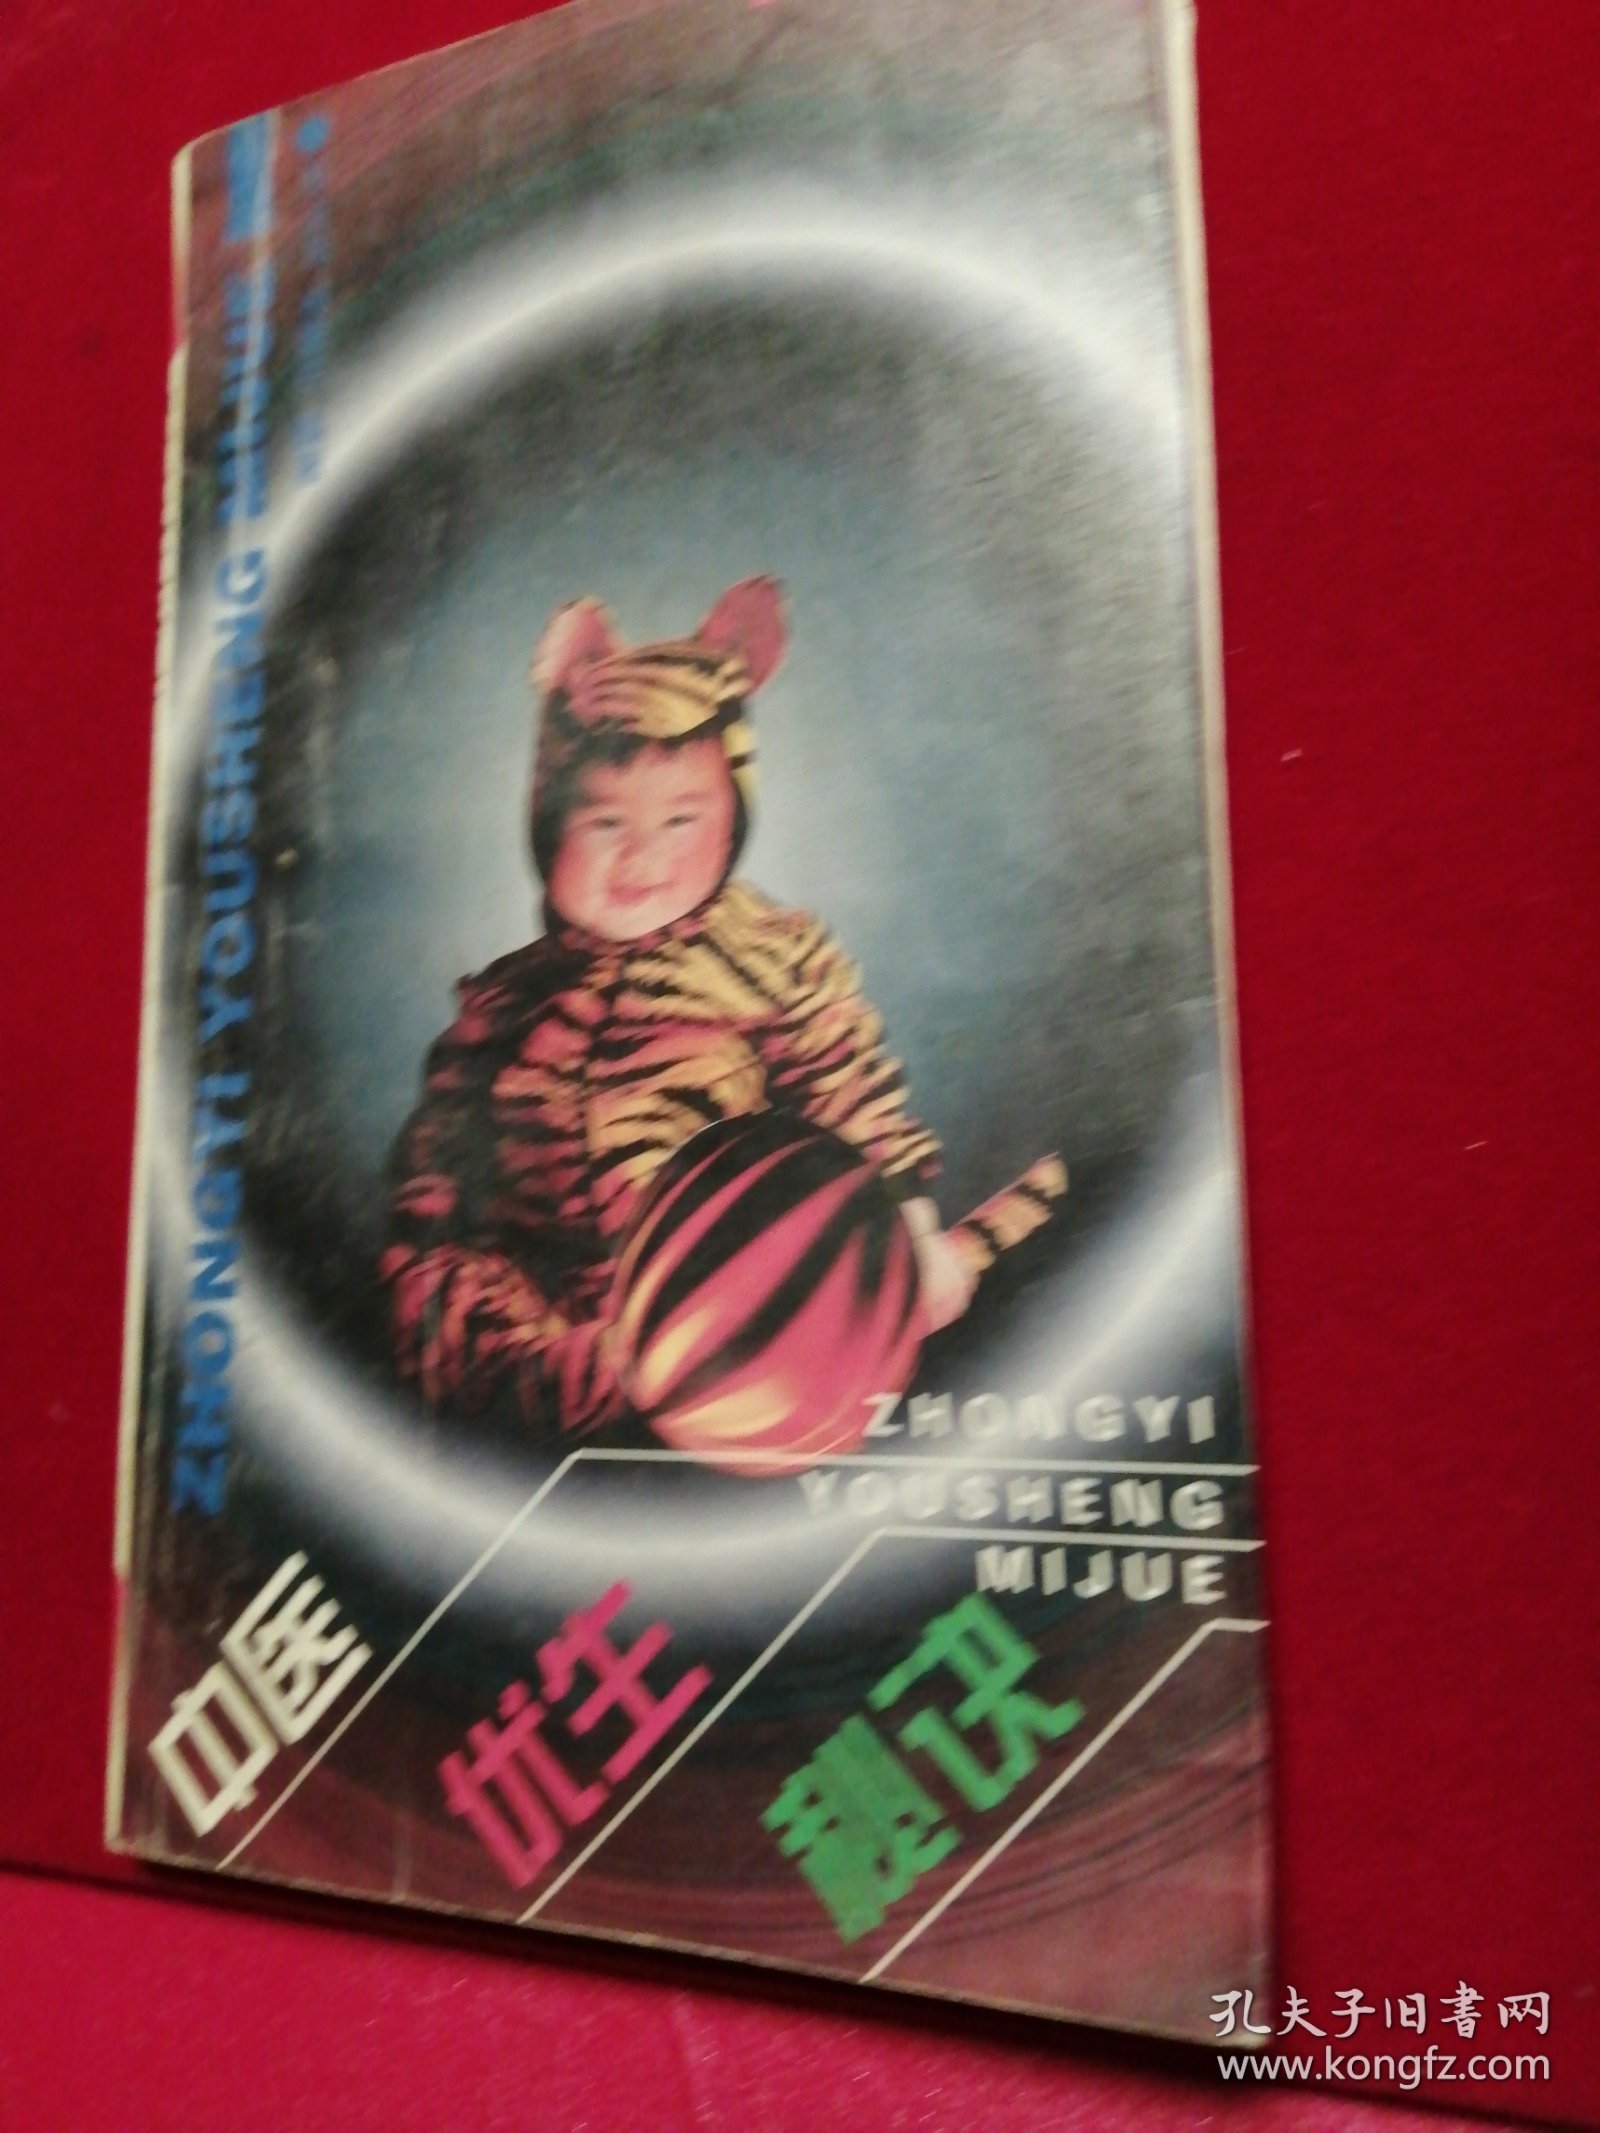 ZHONGYI YOUSHENG MIJUE
ZHONGYI
YOUSHENG
MIJUE
中医
优生
秘诀
孔夫子旧书网
www.kongfz.com